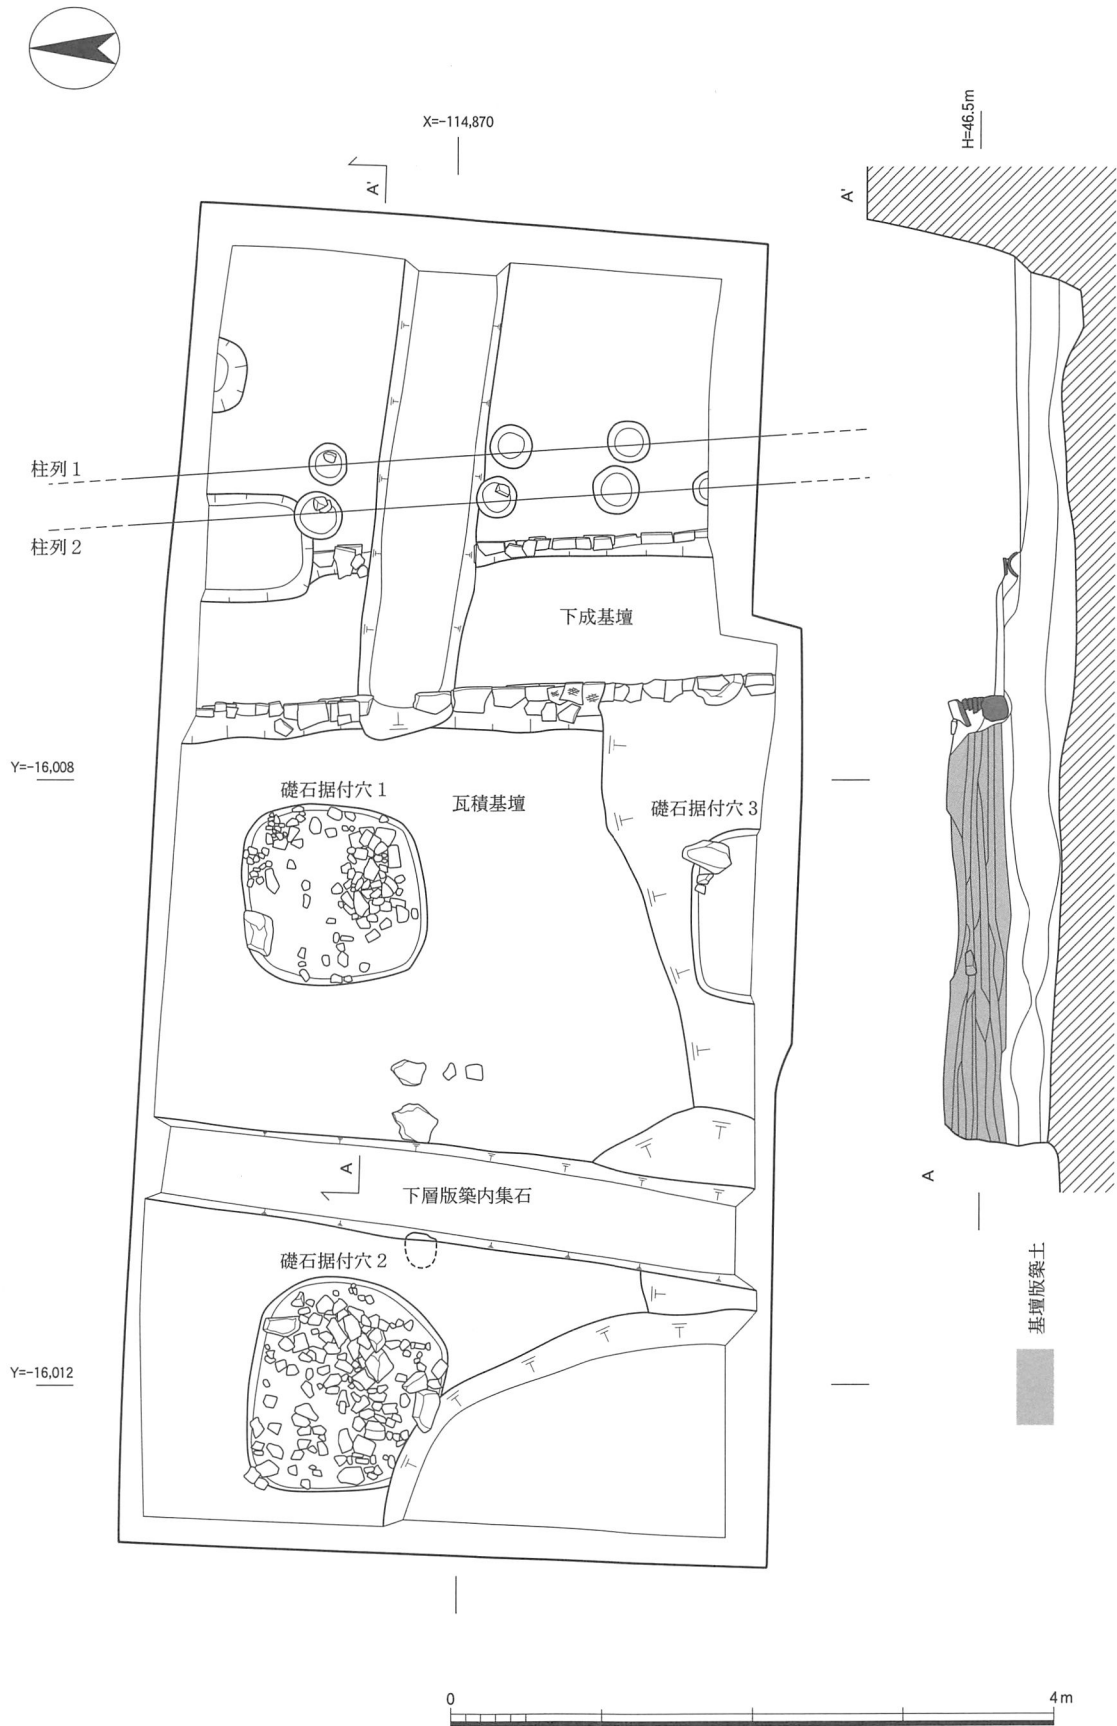 X=-114,870
H=46.5m
A'
A'
柱列1
柱列2
下成基壇
Y=-16,008
礎石据付穴1
瓦積基壇
礎石据付穴3
A
下層版築内集石
A
礎石据付穴2
基壇版築土
Y=-16,012
0
4m